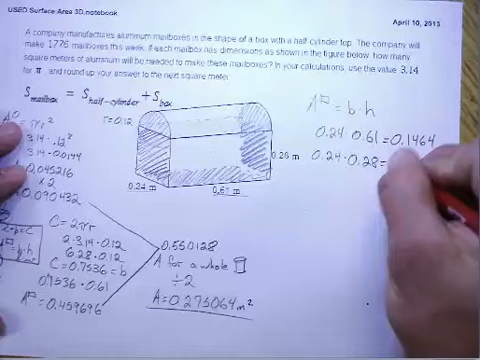 USED Surface Area 3D.notebook
April 10, 2013
A company manufactures aluminum mailboxes in the shape of a box with a half-cylinder top. The company will
make 1776 mailboxes this week. If each mailbox has dimensions as shown in the figure below, how many
square meters of aluminum will be needed to make these mailboxes? In your calculations, use the value 3.14
for π, and round up your answer to the next square meter.
S mailbox = S half-cylinder + S box
r=0.12
0.28 m
0.24 m
0.61 m
A▭ = b·h
0.24·0.61=0.1464
0.24·0.28=
A○=πr²
3.14·.12²
3.14·0.0144
0.045216
x 2
0.090432
C=2πr
2·3.14·0.12
6.28·0.12
C=0.7536=b
0.7536·0.61
A▭=0.459696
=b·h
0.550128
A for a whole
÷2
A=0.275064m²